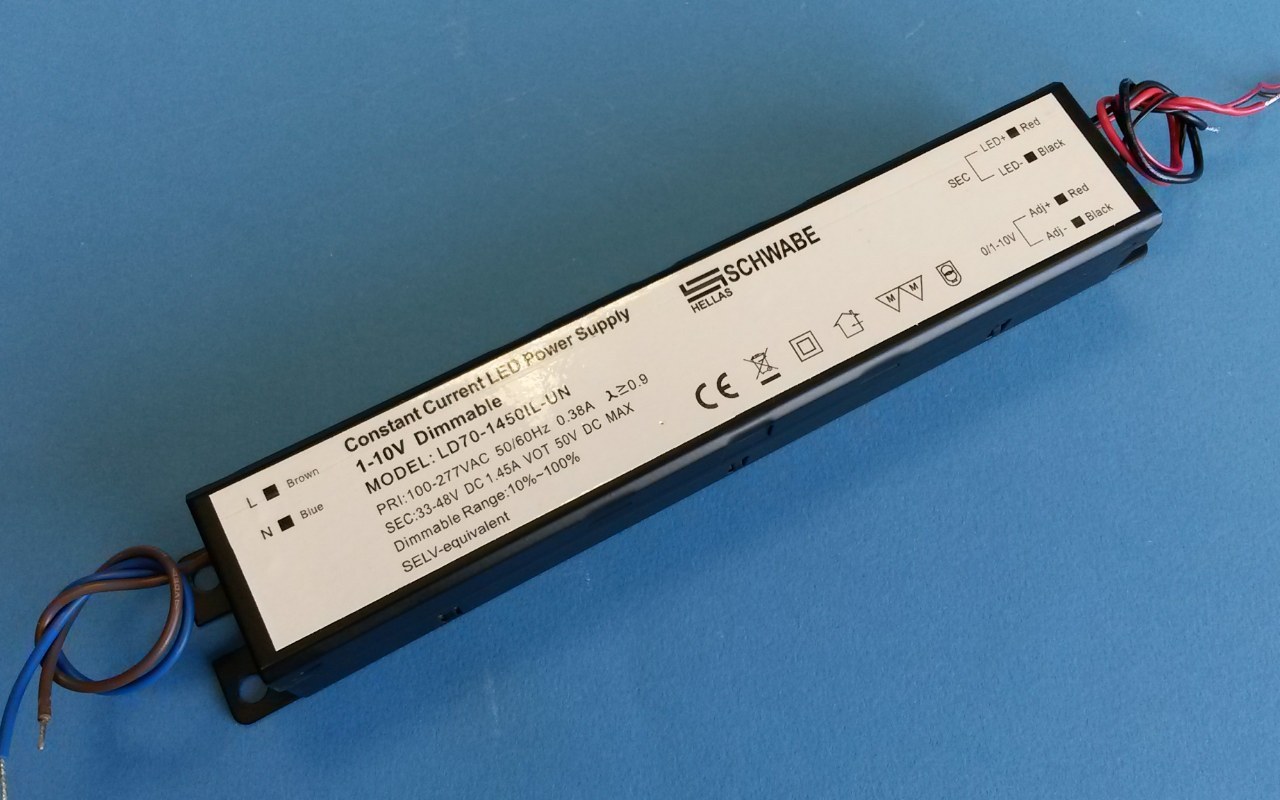 L Brown
N Blue
Constant Current LED Power Supply
1-10V Dimmable
MODEL: LD70-1450IL-UN
PRI:100-277VAC 50/60Hz 0.38A λ≥0.9
SEC:33-48V DC 1.45A VOT 50V DC MAX
Dimmable Range:10%~100%
SELV-equivalent
SCHWABE
HELLAS
CE
M M
SEC
LED+ Red
LED- Black
0/1-10V
Adj+ Red
Adj- Black